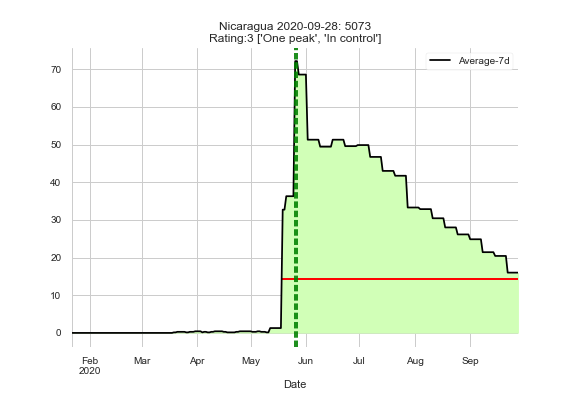 Nicaragua 2020-09-28: 5073
Rating:3 ['One peak', 'In control']
Average-7d
70
60
50
40
30
20
10
0
Feb Mar Apr May Jun Jul Aug Sep
2020
Date